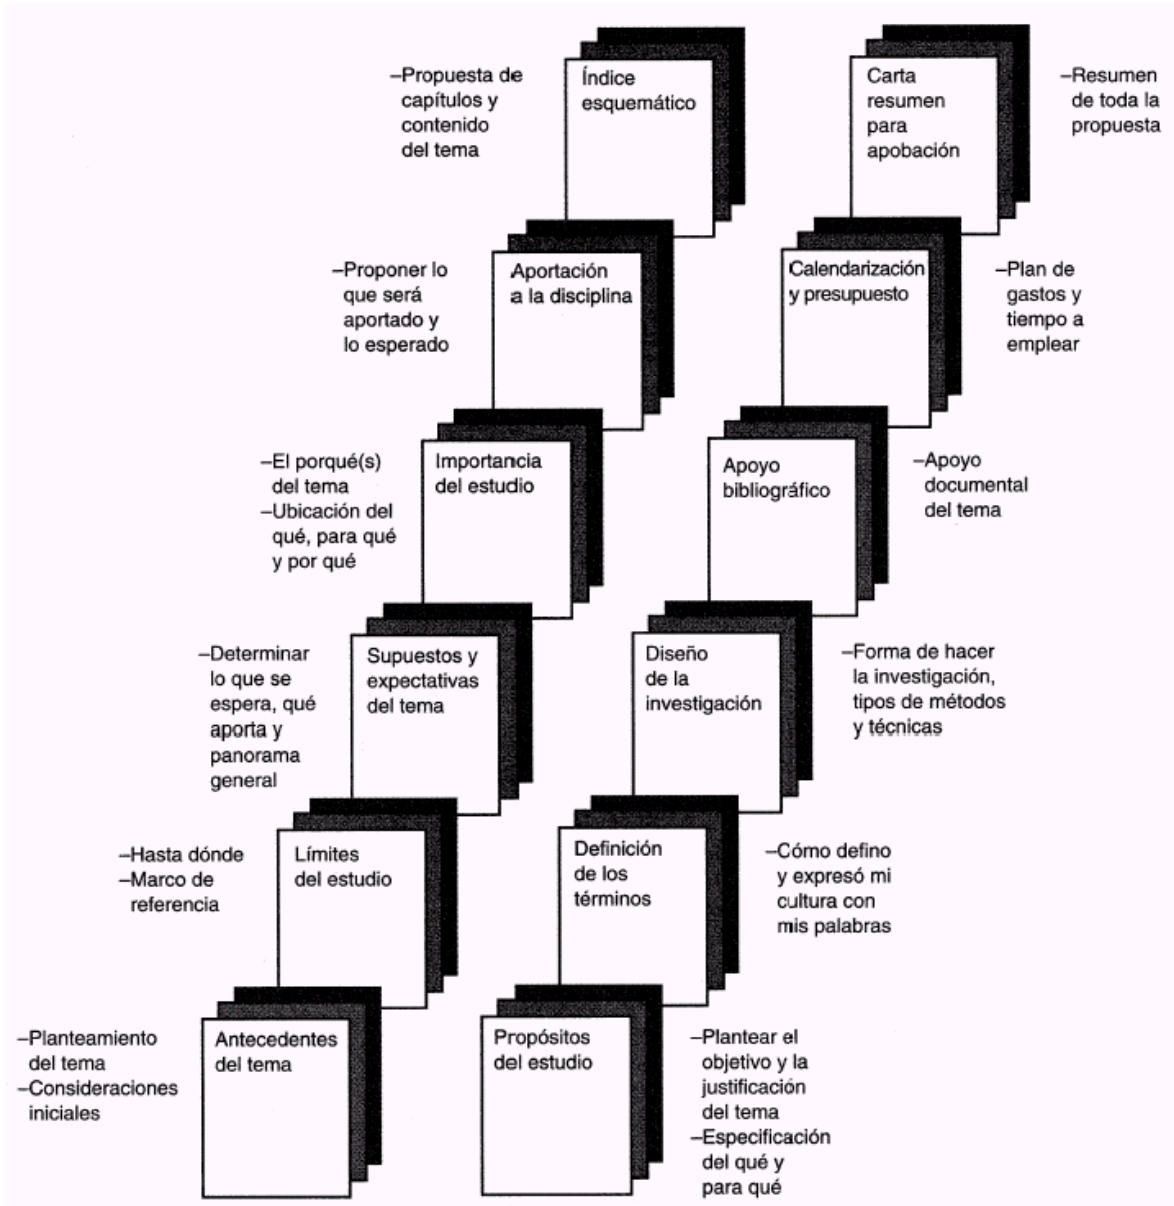 –Propuesta de
capítulos y
contenido
del tema
Índice
esquemático
Carta
resumen
para
apobación
–Resumen
de toda la
propuesta
–Proponer lo
que será
aportado y
lo esperado
Aportación
a la disciplina
Calendarización
y presupuesto
–Plan de
gastos y
tiempo a
emplear
–El porqué(s)
del tema
–Ubicación del
qué, para qué
y por qué
Importancia
del estudio
Apoyo
bibliográfico
–Apoyo
documental
del tema
–Determinar
lo que se
espera, qué
aporta y
panorama
general
Supuestos y
expectativas
del tema
Diseño
de la
investigación
–Forma de hacer
la investigación,
tipos de métodos
y técnicas
–Hasta dónde
–Marco de
referencia
Límites
del estudio
Definición
de los
términos
–Cómo defino
y expresó mi
cultura con
mis palabras
–Planteamiento
del tema
–Consideraciones
iniciales
Antecedentes
del tema
Propósitos
del estudio
–Plantear el
objetivo y la
justificación
del tema
–Especificación
del qué y
para qué